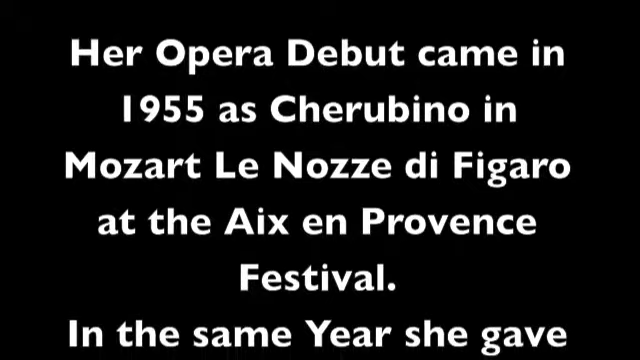 Her Opera Debut came in
1955 as Cherubino in
Mozart Le Nozze di Figaro
at the Aix en Provence
Festival.
In the same Year she gave